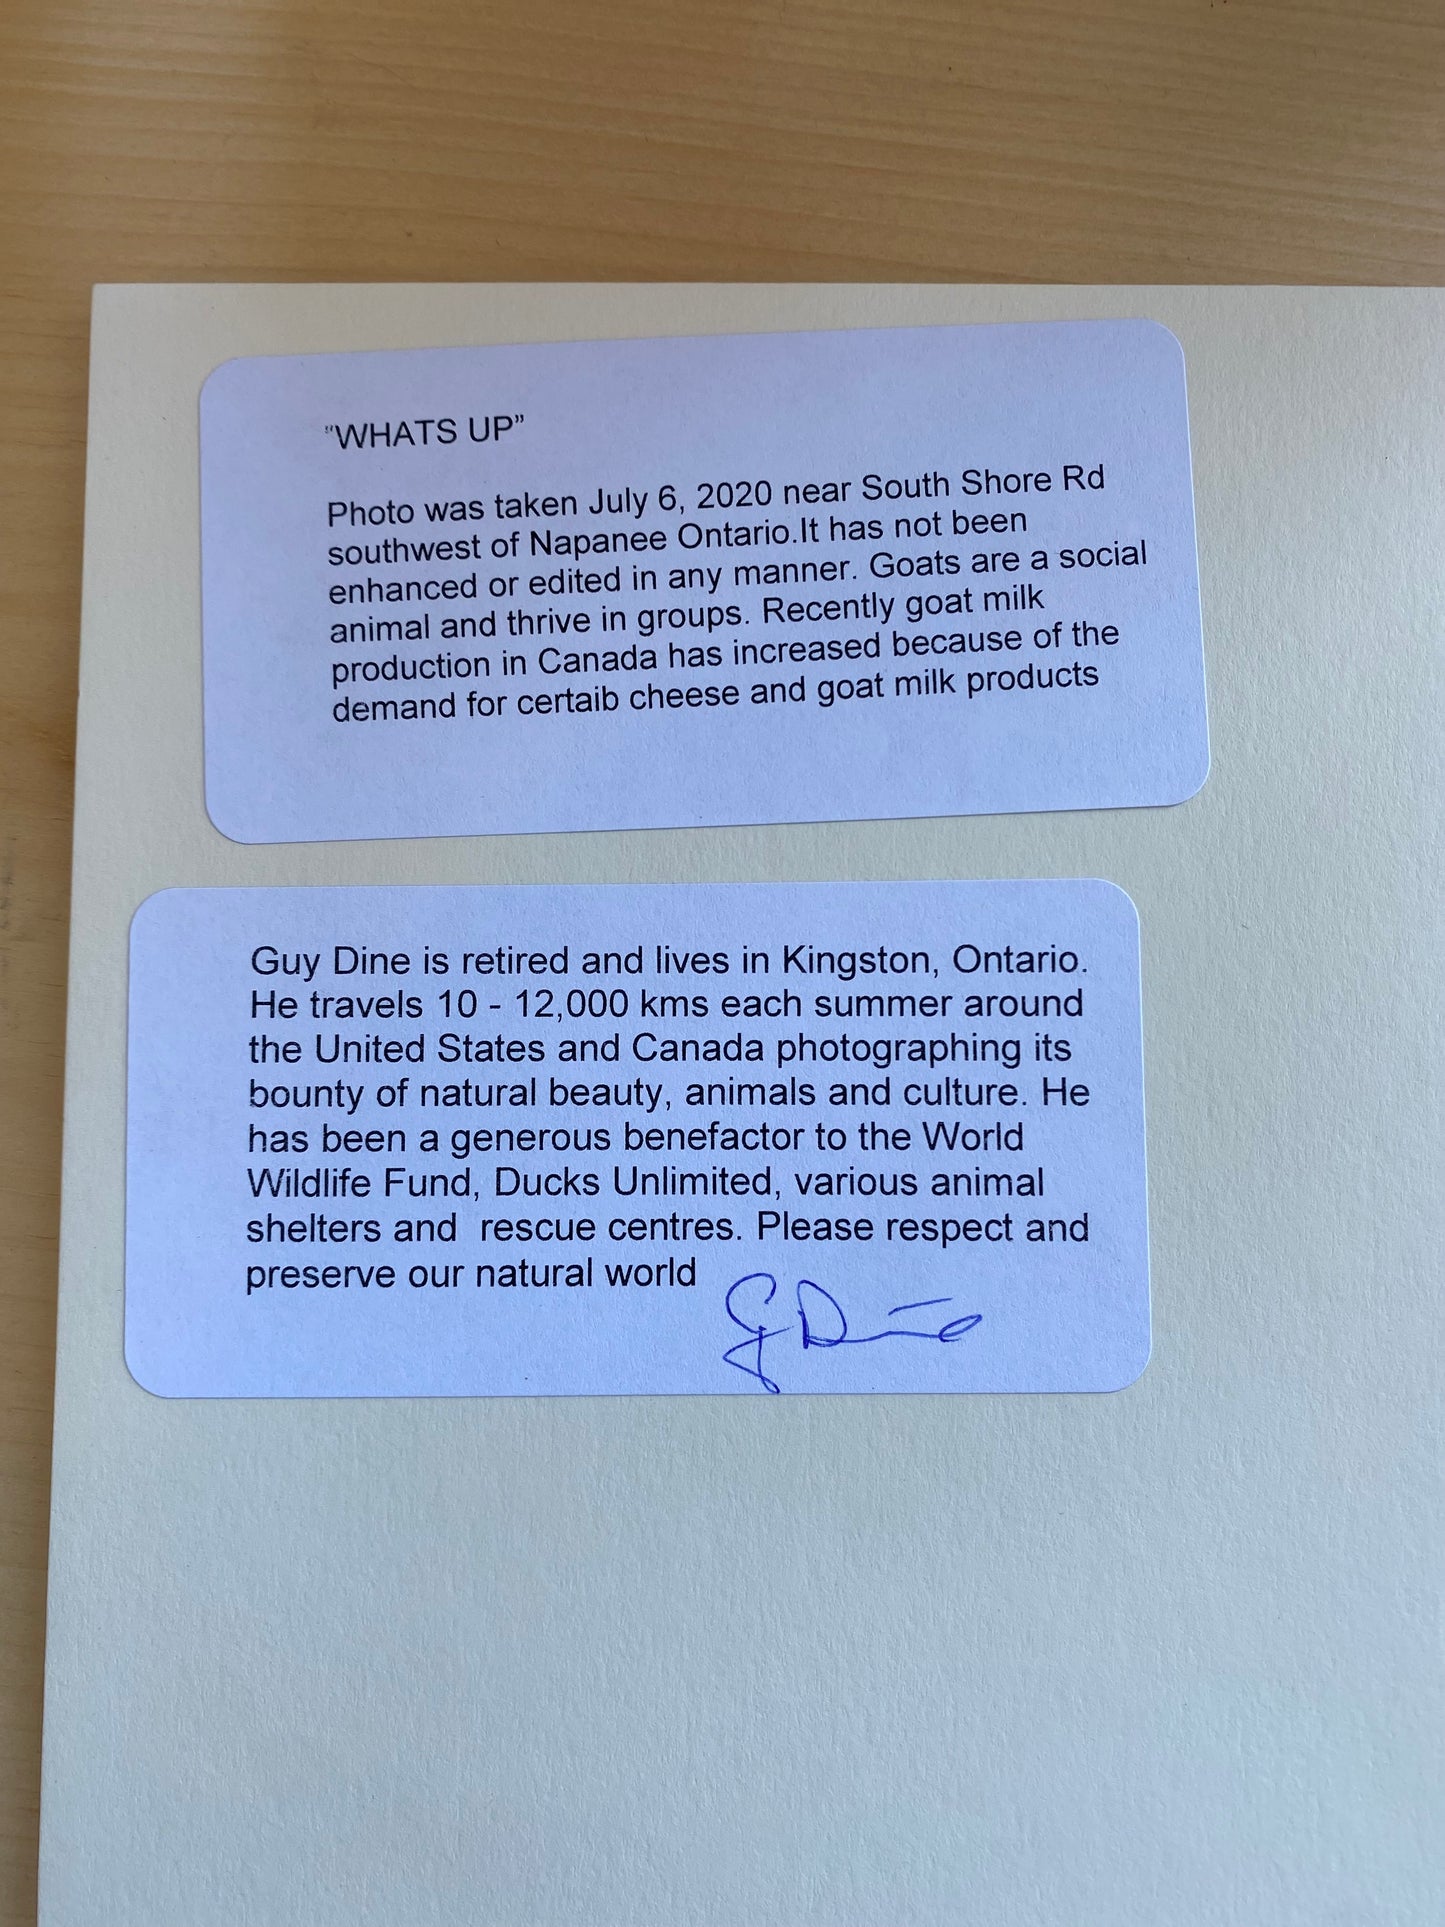 "WHATS UP"
Photo was taken July 6, 2020 near South Shore Rd
southwest of Napanee Ontario.It has not been
enhanced or edited in any manner. Goats are a social
animal and thrive in groups. Recently goat milk
production in Canada has increased because of the
demand for certaib cheese and goat milk products
Guy Dine is retired and lives in Kingston, Ontario.
He travels 10 - 12,000 kms each summer around
the United States and Canada photographing its
bounty of natural beauty, animals and culture. He
has been a generous benefactor to the World
Wildlife Fund, Ducks Unlimited, various animal
shelters and  rescue centres. Please respect and
preserve our natural world
G Dine